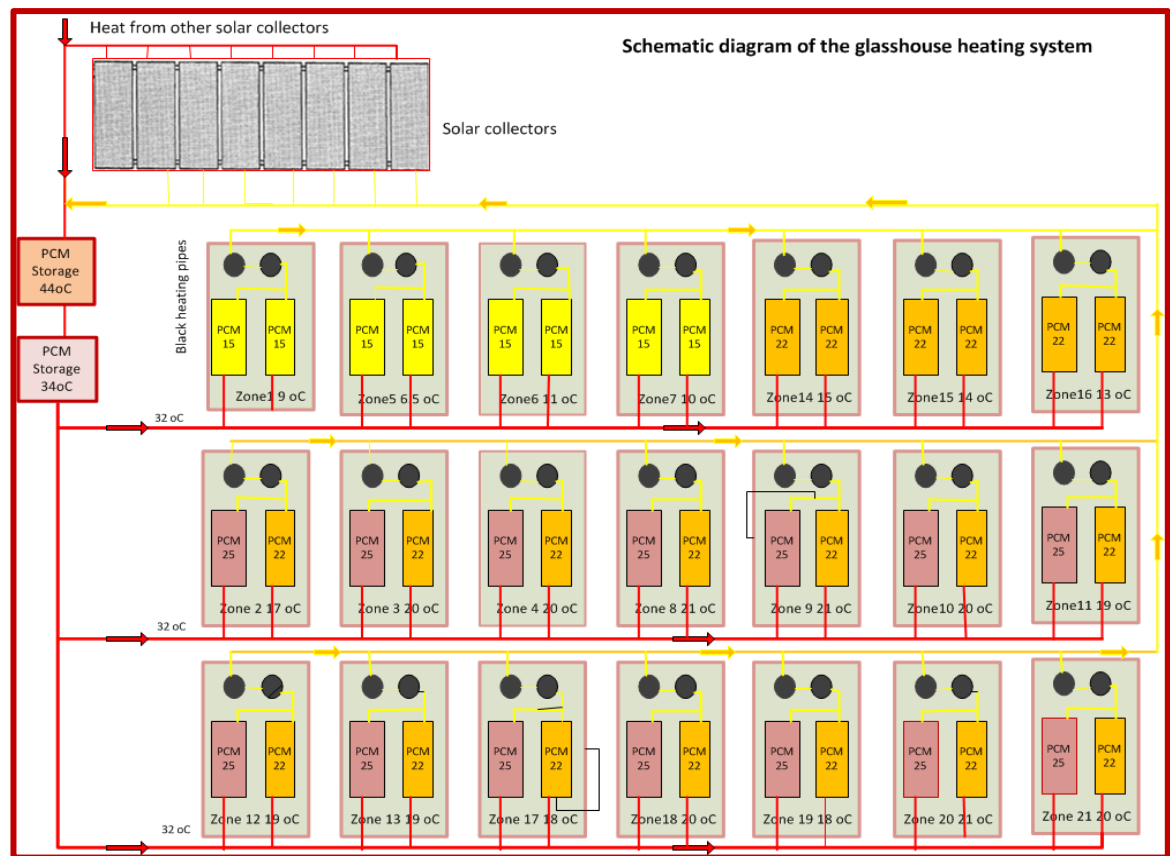 Heat from other solar collectors
Schematic diagram of the glasshouse heating system
Solar collectors
PCM
Storage
44oC
PCM
Storage
34oC
Black heating pipes
PCM
15
PCM
15
PCM
15
PCM
15
PCM
15
PCM
15
PCM
15
PCM
15
PCM
22
PCM
22
PCM
22
PCM
22
PCM
22
PCM
22
Zone1 9 oC
Zone5 6.5 oC
Zone6 11 oC
Zone7 10 oC
Zone14 15 oC
Zone15 14 oC
Zone16 13 oC
32 oC
PCM
25
PCM
22
PCM
25
PCM
22
PCM
25
PCM
22
PCM
25
PCM
22
PCM
25
PCM
22
PCM
25
PCM
22
PCM
25
PCM
22
Zone 2 17 oC
Zone 3 20 oC
Zone 4 20 oC
Zone 8 21 oC
Zone 9 21 oC
Zone10 20 oC
Zone11 19 oC
32 oC
PCM
25
PCM
22
PCM
25
PCM
22
PCM
25
PCM
22
PCM
25
PCM
22
PCM
25
PCM
22
PCM
25
PCM
22
PCM
25
PCM
22
Zone 12 19 oC
Zone 13 19 oC
Zone 17 18 oC
Zone18 20 oC
Zone 19 18 oC
Zone 20 21 oC
Zone 21 20 oC
32 oC